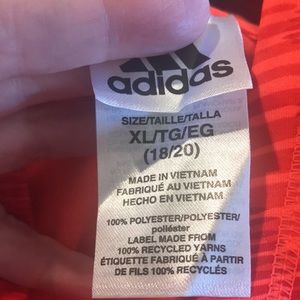 adidas
SIZE/TAILLE/TALLA
XL/TG/EG
(18/20)
MADE IN VIETNAM
FABRIQUÉ AU VIETNAM
HECHO EN VIETNAM
100% POLYESTER/POLYESTER/
poliéster
LABEL MADE FROM
100% RECYCLED YARNS
ÉTIQUETTE FABRIQUÉ À PARTIR
DE FILS 100% RECYCLÉS